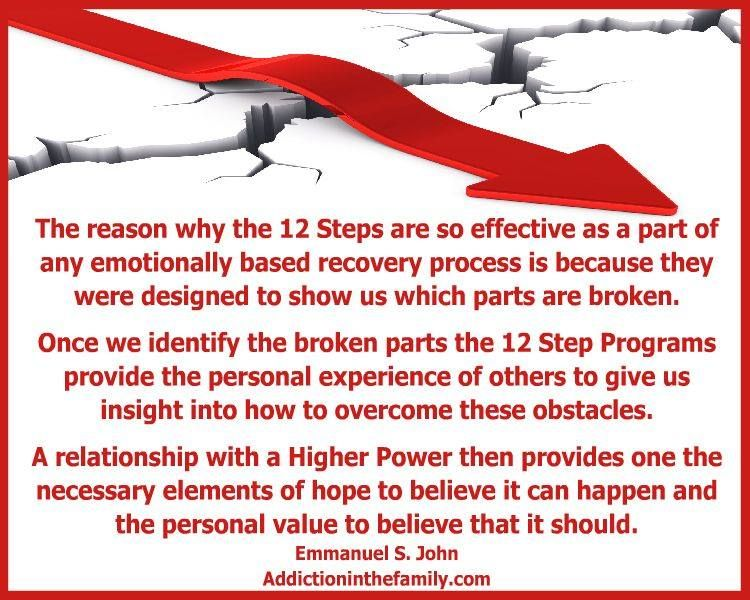 The reason why the 12 Steps are so effective as a part of
any emotionally based recovery process is because they
were designed to show us which parts are broken.
Once we identify the broken parts the 12 Step Programs
provide the personal experience of others to give us
insight into how to overcome these obstacles.
A relationship with a Higher Power then provides one the
necessary elements of hope to believe it can happen and
the personal value to believe that it should.
Emmanuel S. John
Addictioninthefamily.com